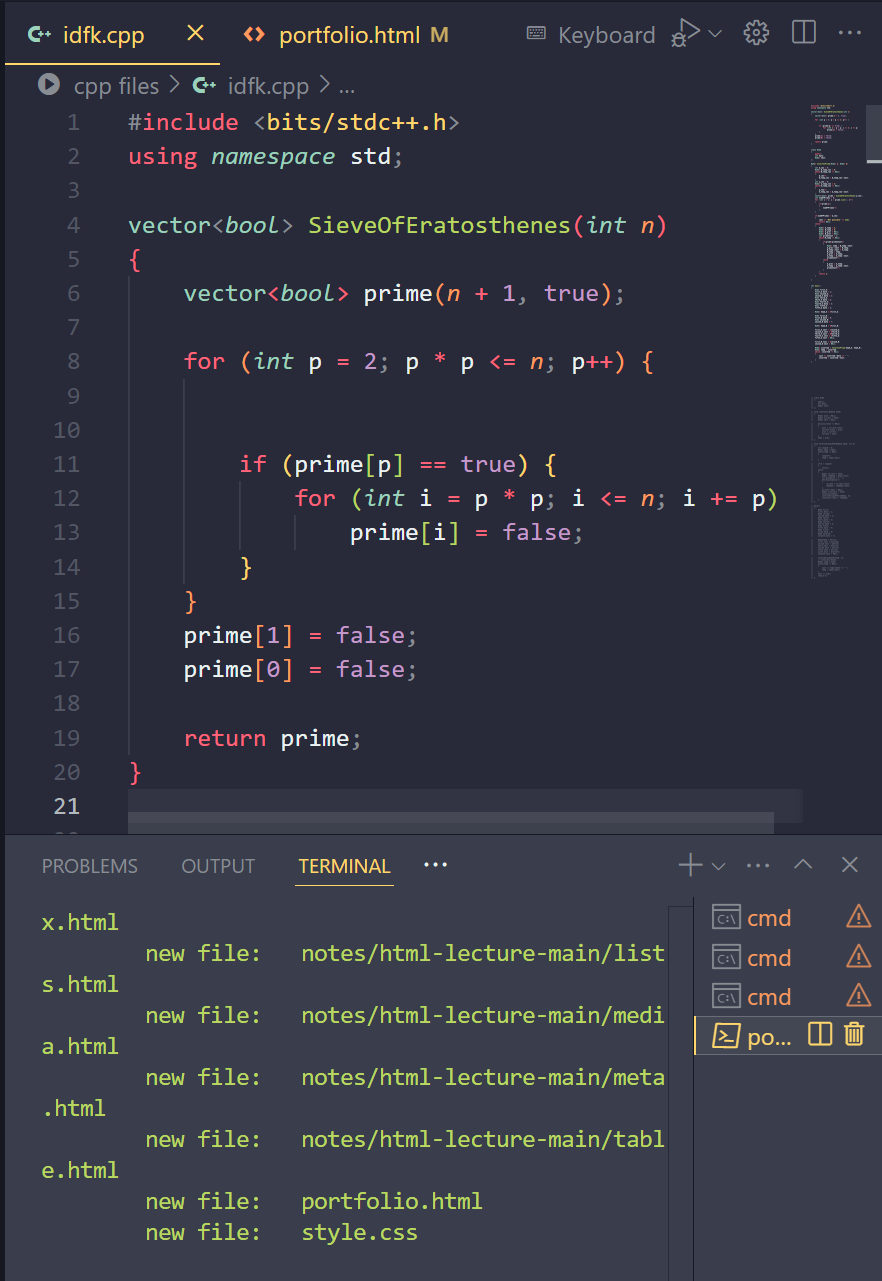 idfk.cpp portfolio.html M Keyboard
cpp files > idfk.cpp > ...
1 #include <bits/stdc++.h>
2 using namespace std;
3
4 vector<bool> SieveOfEratosthenes(int n)
5 {
6 vector<bool> prime(n + 1, true);
7
8 for (int p = 2; p * p <= n; p++) {
9
10
11 if (prime[p] == true) {
12 for (int i = p * p; i <= n; i += p)
13 prime[i] = false;
14 }
15 }
16 prime[1] = false;
17 prime[0] = false;
18
19 return prime;
20 }
21
PROBLEMS OUTPUT TERMINAL ...
x.html
new file: notes/html-lecture-main/list
s.html
new file: notes/html-lecture-main/medi
a.html
new file: notes/html-lecture-main/meta
.html
new file: notes/html-lecture-main/tabl
e.html
new file: portfolio.html
new file: style.css
cmd
cmd
cmd
po...